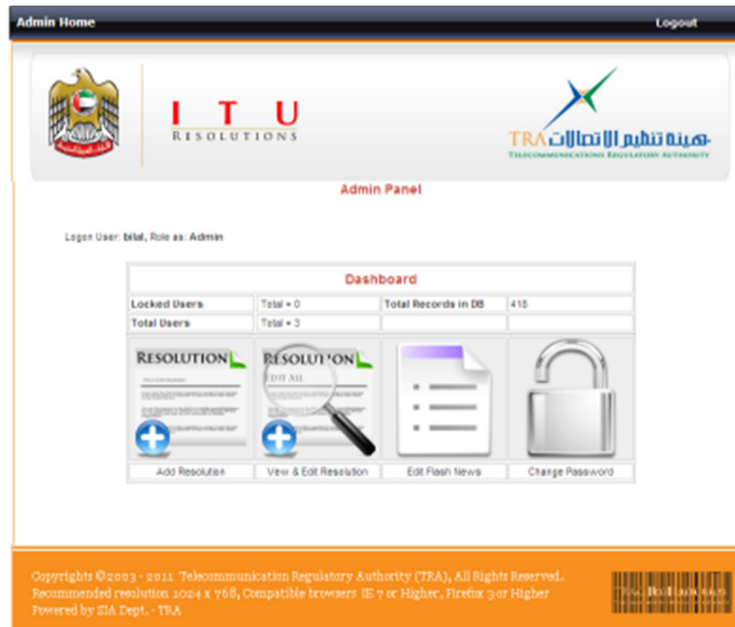 Admin Home
Logout
I T U
RESOLUTIONS
TRA هيئة تنظيم الاتصالات
TELECOMMUNICATIONS REGULATORY AUTHORITY
Admin Panel
Logon User: bilal, Role as: Admin
Dashboard
Locked Users Total = 0 Total Records in DB 418
Total Users Total = 3
RESOLUTION
RESOLUTION
EDIT ALL
Add Resolution
View & Edit Resolution
Edit Flash News
Change Password
Copyrights ©2003 - 2011 Telecommunication Regulatory Authority (TRA), All Rights Reserved.
Recommended resolution 1024 x 768, Compatible browsers IE 7 or Higher, Firefox 3 or Higher
Powered by SIA Dept. - TRA